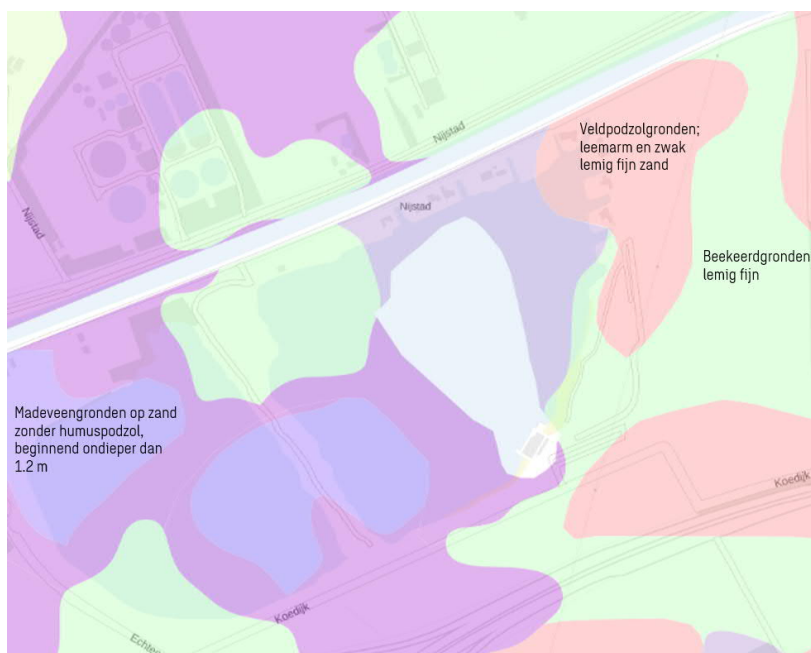 Nijstad
Veldpodzolgronden;
leemarm en zwak
lemig fijn zand
Nijstad
Nijstad
Beekeerdgronden
lemig fijn
Madeveengronden op zand
zonder humuspodzol,
beginnend ondieper dan
1.2 m
Koedijk
Koedijk
Echten